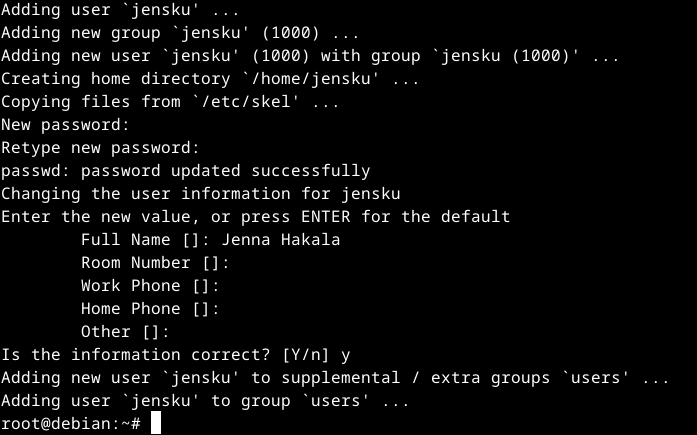 Adding user `jensku' ...
Adding new group `jensku' (1000) ...
Adding new user `jensku' (1000) with group `jensku (1000)' ...
Creating home directory `/home/jensku' ...
Copying files from `/etc/skel' ...
New password:
Retype new password:
passwd: password updated successfully
Changing the user information for jensku
Enter the new value, or press ENTER for the default
        Full Name []: Jenna Hakala
        Room Number []:
        Work Phone []:
        Home Phone []:
        Other []:
Is the information correct? [Y/n] y
Adding new user `jensku' to supplemental / extra groups `users' ...
Adding user `jensku' to group `users' ...
root@debian:~#